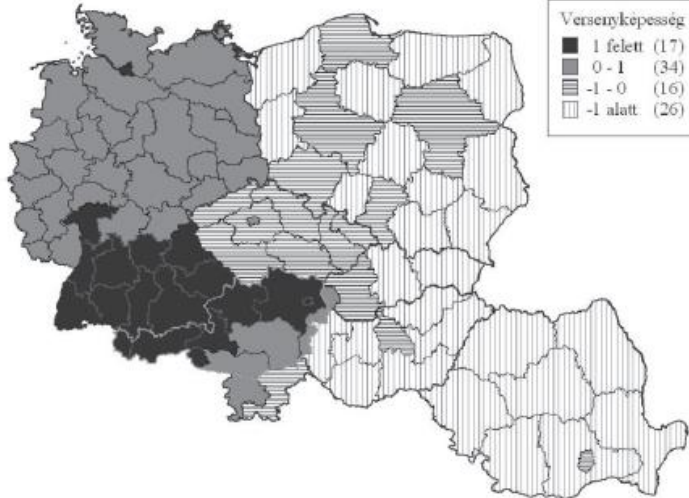 Versenyképesség
1 felett (17)
0 - 1 (34)
-1 - 0 (16)
-1 alatt (26)